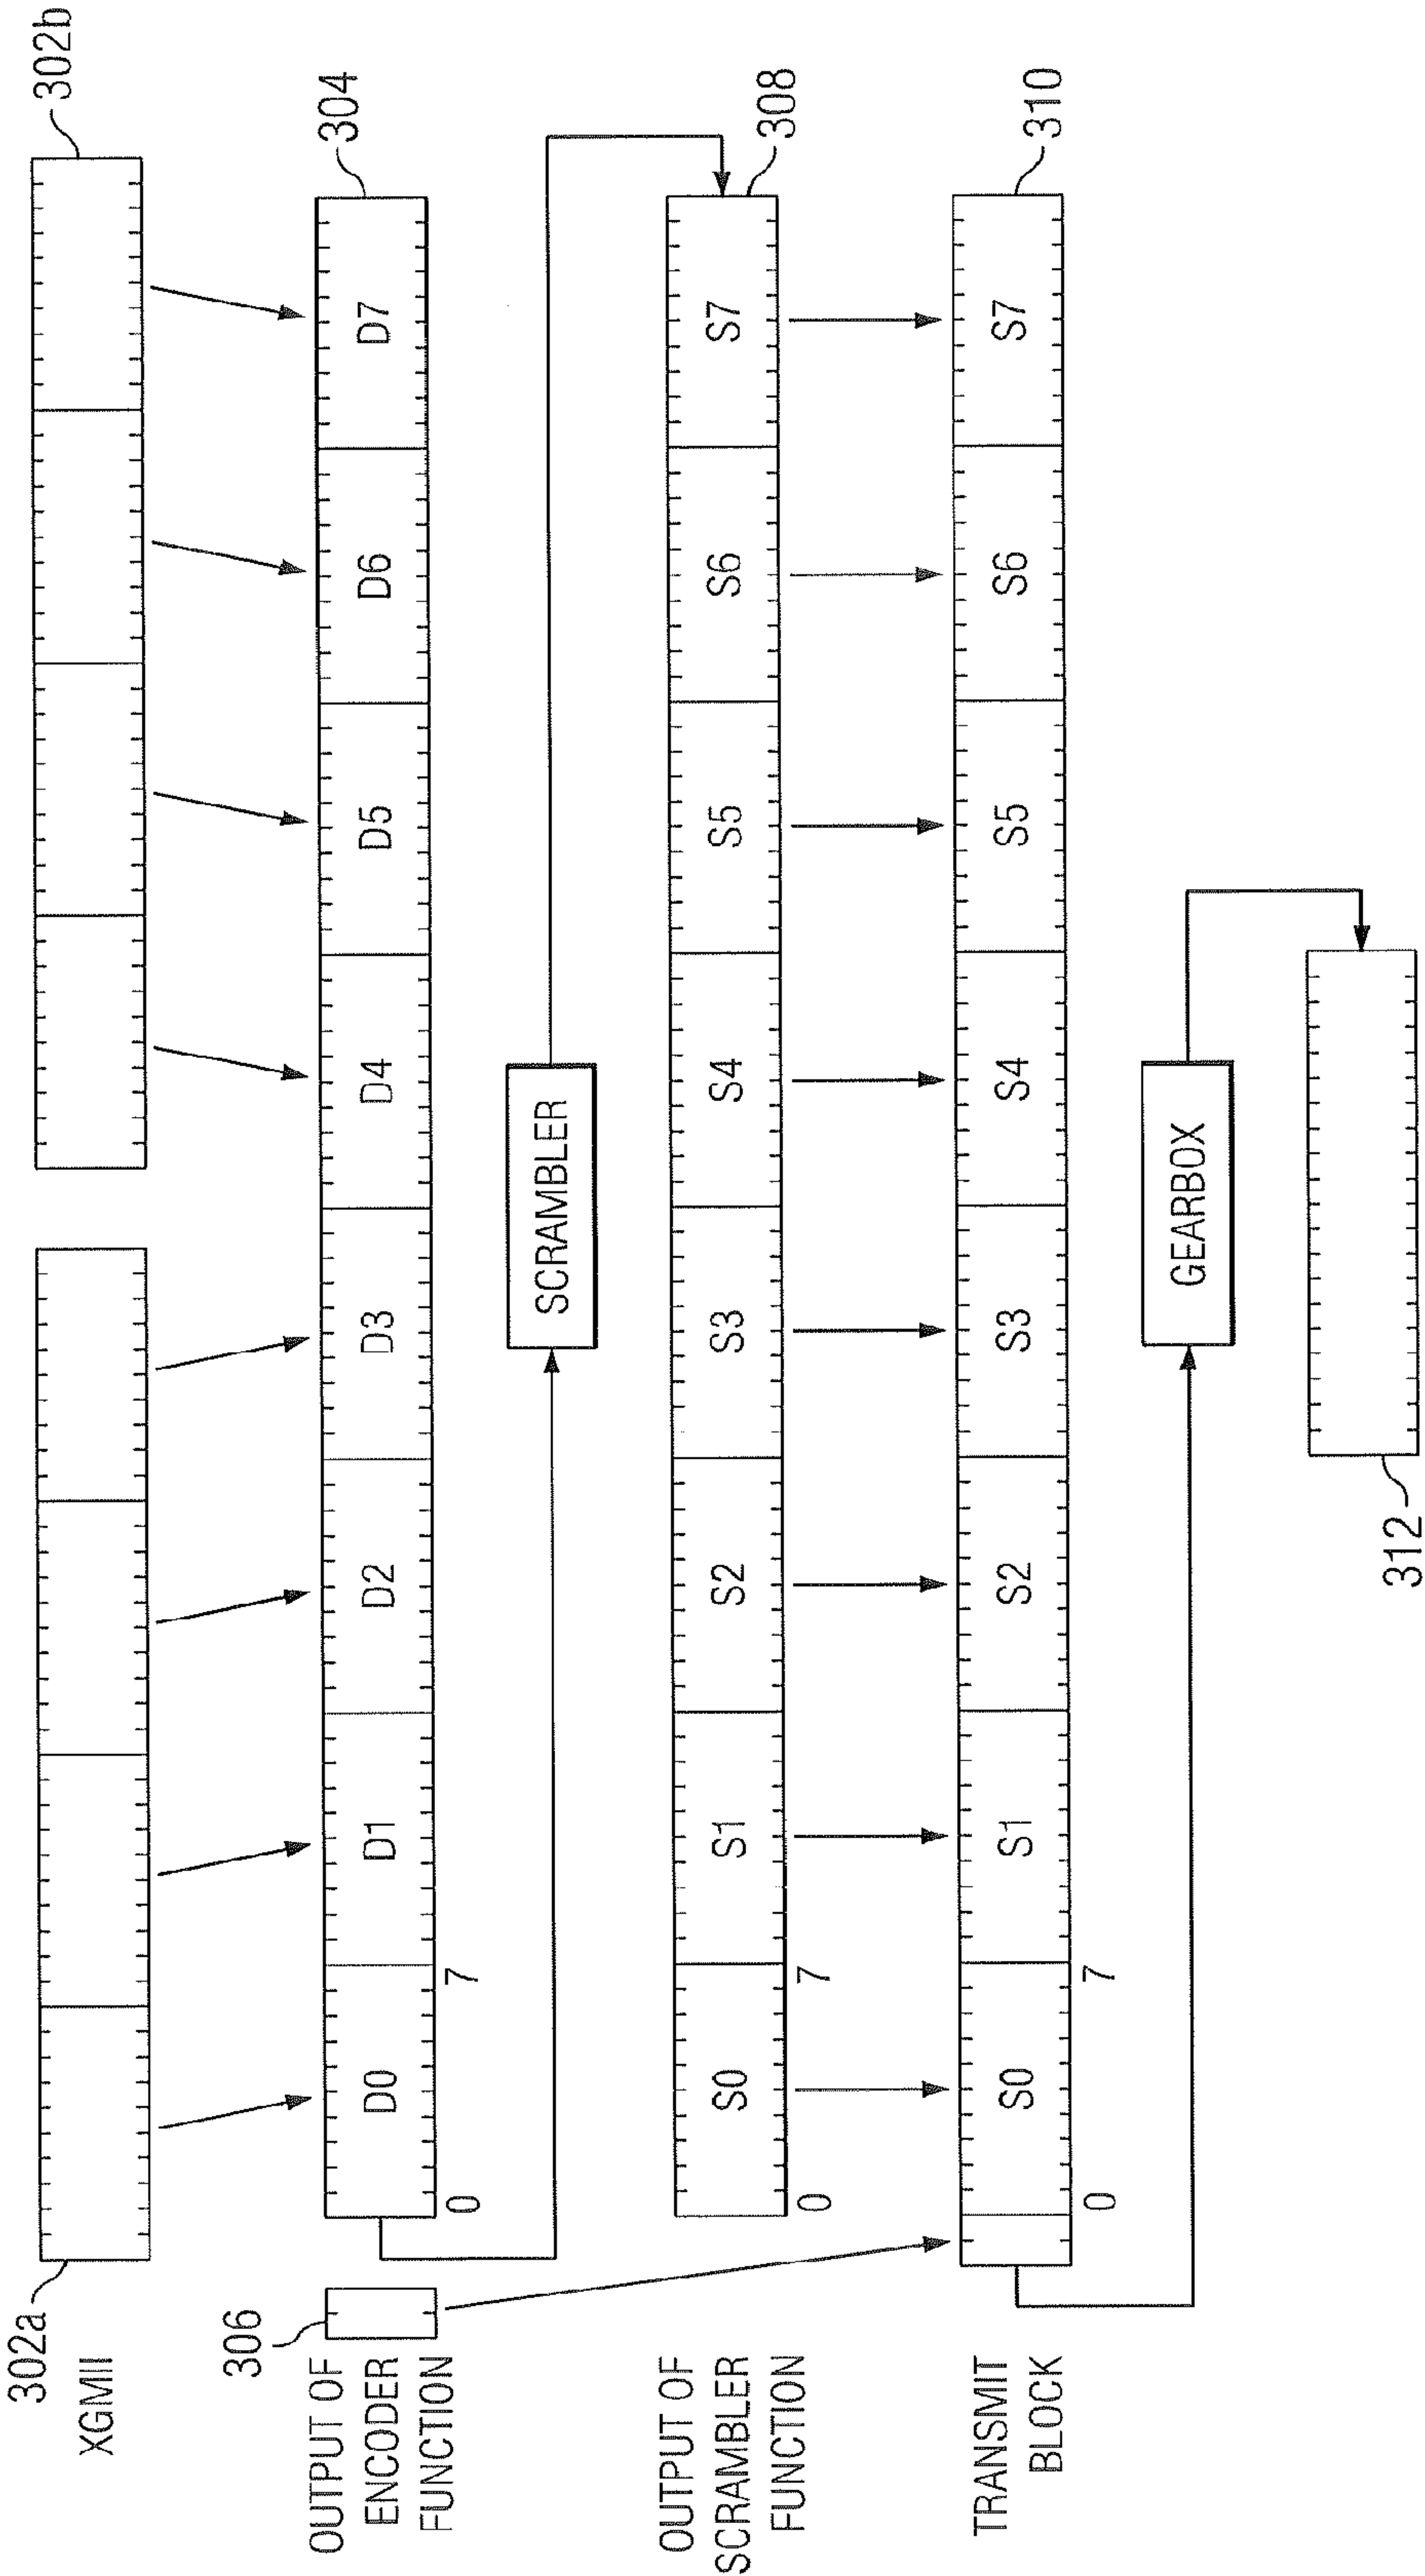 302a
302b
XGMII
306
304
OUTPUT OF
ENCODER
FUNCTION
D0
D1
D2
D3
D4
D5
D6
D7
0
7
SCRAMBLER
308
OUTPUT OF
SCRAMBLER
FUNCTION
S0
S1
S2
S3
S4
S5
S6
S7
0
7
310
TRANSMIT
BLOCK
S0
S1
S2
S3
S4
S5
S6
S7
0
7
GEARBOX
312